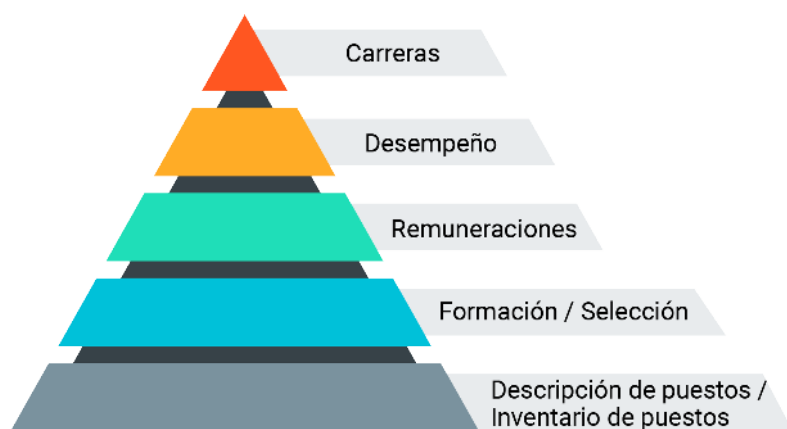 Carreras
Desempeño
Remuneraciones
Formación / Selección
Descripción de puestos /
Inventario de puestos